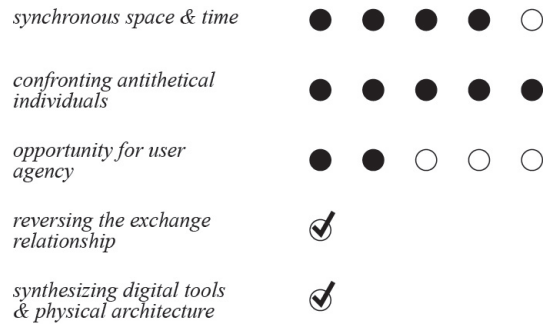 synchronous space & time
confronting antithetical
individuals
opportunity for user
agency
reversing the exchange
relationship
synthesizing digital tools
& physical architecture